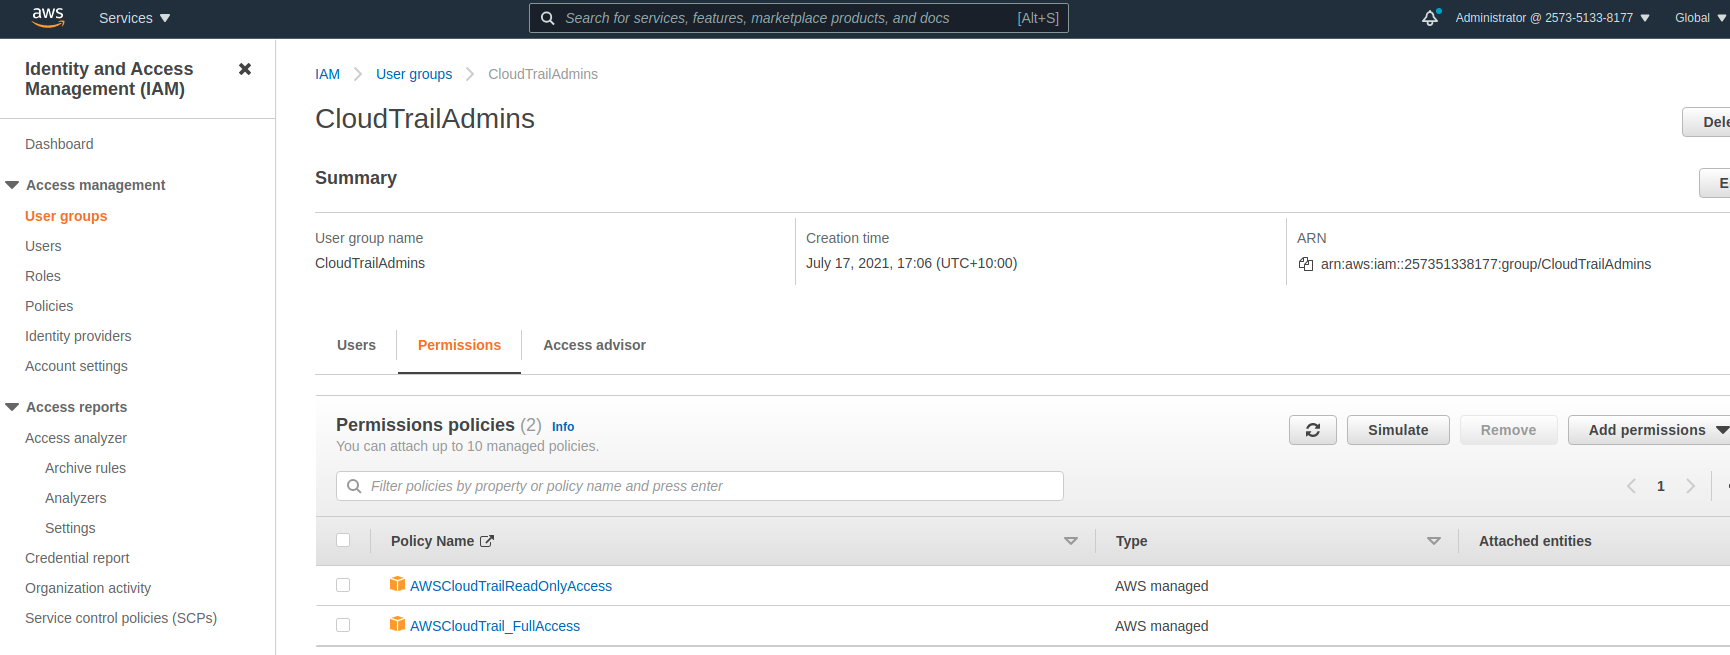 aws Services Search for services, features, marketplace products, and docs [Alt+S] Administrator @ 2573-5133-8177 Global
Identity and Access
Management (IAM)
Dashboard
Access management
User groups
Users
Roles
Policies
Identity providers
Account settings
Access reports
Access analyzer
Archive rules
Analyzers
Settings
Credential report
Organization activity
Service control policies (SCPs)
IAM User groups CloudTrailAdmins
CloudTrailAdmins
Summary
User group name
CloudTrailAdmins
Creation time
July 17, 2021, 17:06 (UTC+10:00)
ARN
arn:aws:iam::257351338177:group/CloudTrailAdmins
Users Permissions Access advisor
Permissions policies (2) Info
You can attach up to 10 managed policies.
Simulate Remove Add permissions
Filter policies by property or policy name and press enter
1
Policy Name Type Attached entities
AWSCloudTrailReadOnlyAccess AWS managed
AWSCloudTrail_FullAccess AWS managed